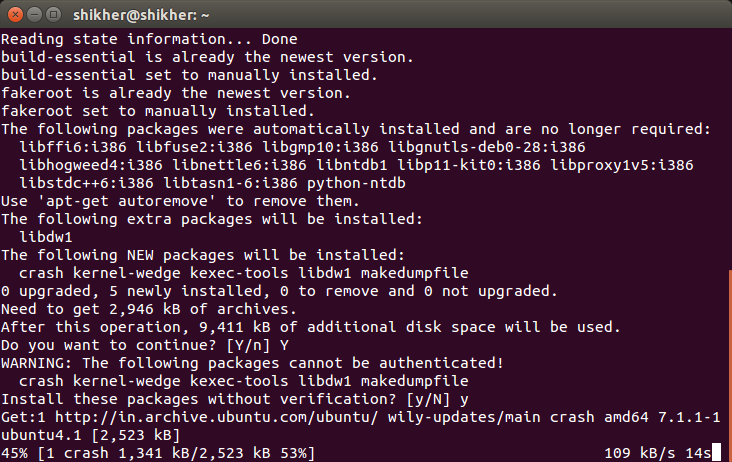 shikher@shikher: ~
Reading state information... Done
build-essential is already the newest version.
build-essential set to manually installed.
fakeroot is already the newest version.
fakeroot set to manually installed.
The following packages were automatically installed and are no longer required:
  libffi6:i386 libfuse2:i386 libgmp10:i386 libgnutls-deb0-28:i386
  libhogweed4:i386 libnettle6:i386 libntdb1 libp11-kit0:i386 libproxy1v5:i386
  libstdc++6:i386 libtasn1-6:i386 python-ntdb
Use 'apt-get autoremove' to remove them.
The following extra packages will be installed:
  libdw1
The following NEW packages will be installed:
  crash kernel-wedge kexec-tools libdw1 makedumpfile
0 upgraded, 5 newly installed, 0 to remove and 0 not upgraded.
Need to get 2,946 kB of archives.
After this operation, 9,411 kB of additional disk space will be used.
Do you want to continue? [Y/n] Y
WARNING: The following packages cannot be authenticated!
  crash kernel-wedge kexec-tools libdw1 makedumpfile
Install these packages without verification? [y/N] y
Get:1 http://in.archive.ubuntu.com/ubuntu/ wily-updates/main crash amd64 7.1.1-1
ubuntu4.1 [2,523 kB]
45% [1 crash 1,341 kB/2,523 kB 53%] 109 kB/s 14s